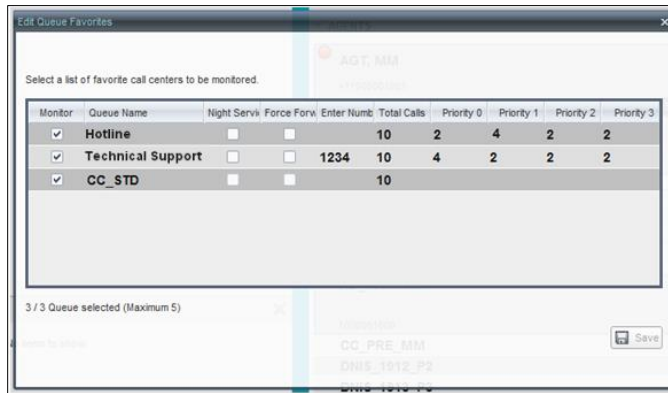 Edit Queue Favorites
AGENTS
AGT, MM
Select a list of favorite call centers to be monitored.
Monitor Queue Name Night Servi Force Forw Enter Numb Total Calls Priority 0 Priority 1 Priority 2 Priority 3
Hotline 10 2 4 2 2
Technical Support 1234 10 4 2 2 2
CC_STD 10
3 / 3 Queue selected (Maximum 5)
Save
CC_PRE_MM
DNIS_1912_P2
DNIS_1913_P3